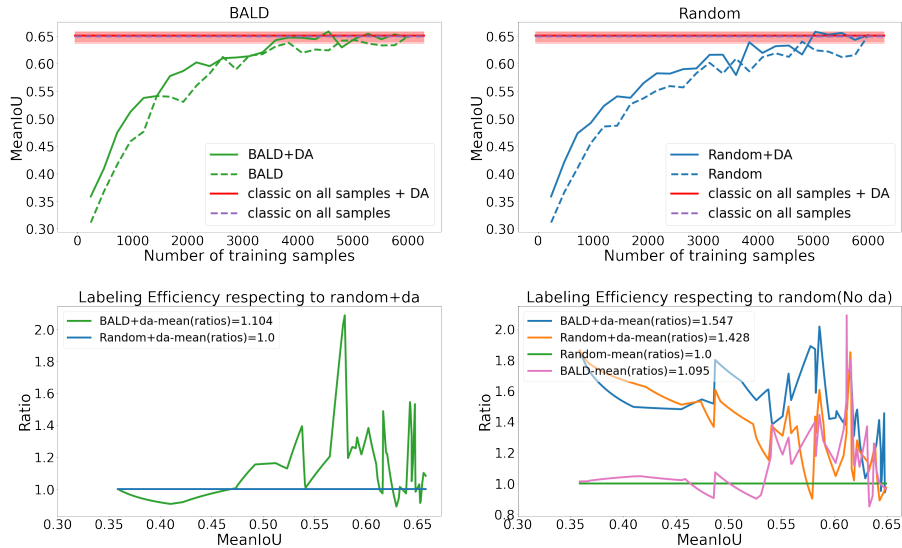 BALD
MeanIoU
0.65
0.60
0.55
0.50
0.45
0.40
0.35
0.30
BALD+DA
BALD
classic on all samples + DA
classic on all samples
0 1000 2000 3000 4000 5000 6000
Number of training samples
Random
MeanIoU
0.65
0.60
0.55
0.50
0.45
0.40
0.35
0.30
Random+DA
Random
classic on all samples + DA
classic on all samples
0 1000 2000 3000 4000 5000 6000
Number of training samples
Labeling Efficiency respecting to random+da
Ratio
2.0
1.8
1.6
1.4
1.2
1.0
BALD+da-mean(ratios)=1.104
Random+da-mean(ratios)=1.0
0.30 0.35 0.40 0.45 0.50 0.55 0.60 0.65
MeanIoU
Labeling Efficiency respecting to random(No da)
Ratio
2.0
1.8
1.6
1.4
1.2
1.0
0.8
BALD+da-mean(ratios)=1.547
Random+da-mean(ratios)=1.428
Random-mean(ratios)=1.0
BALD-mean(ratios)=1.095
0.30 0.35 0.40 0.45 0.50 0.55 0.60 0.65
MeanIoU